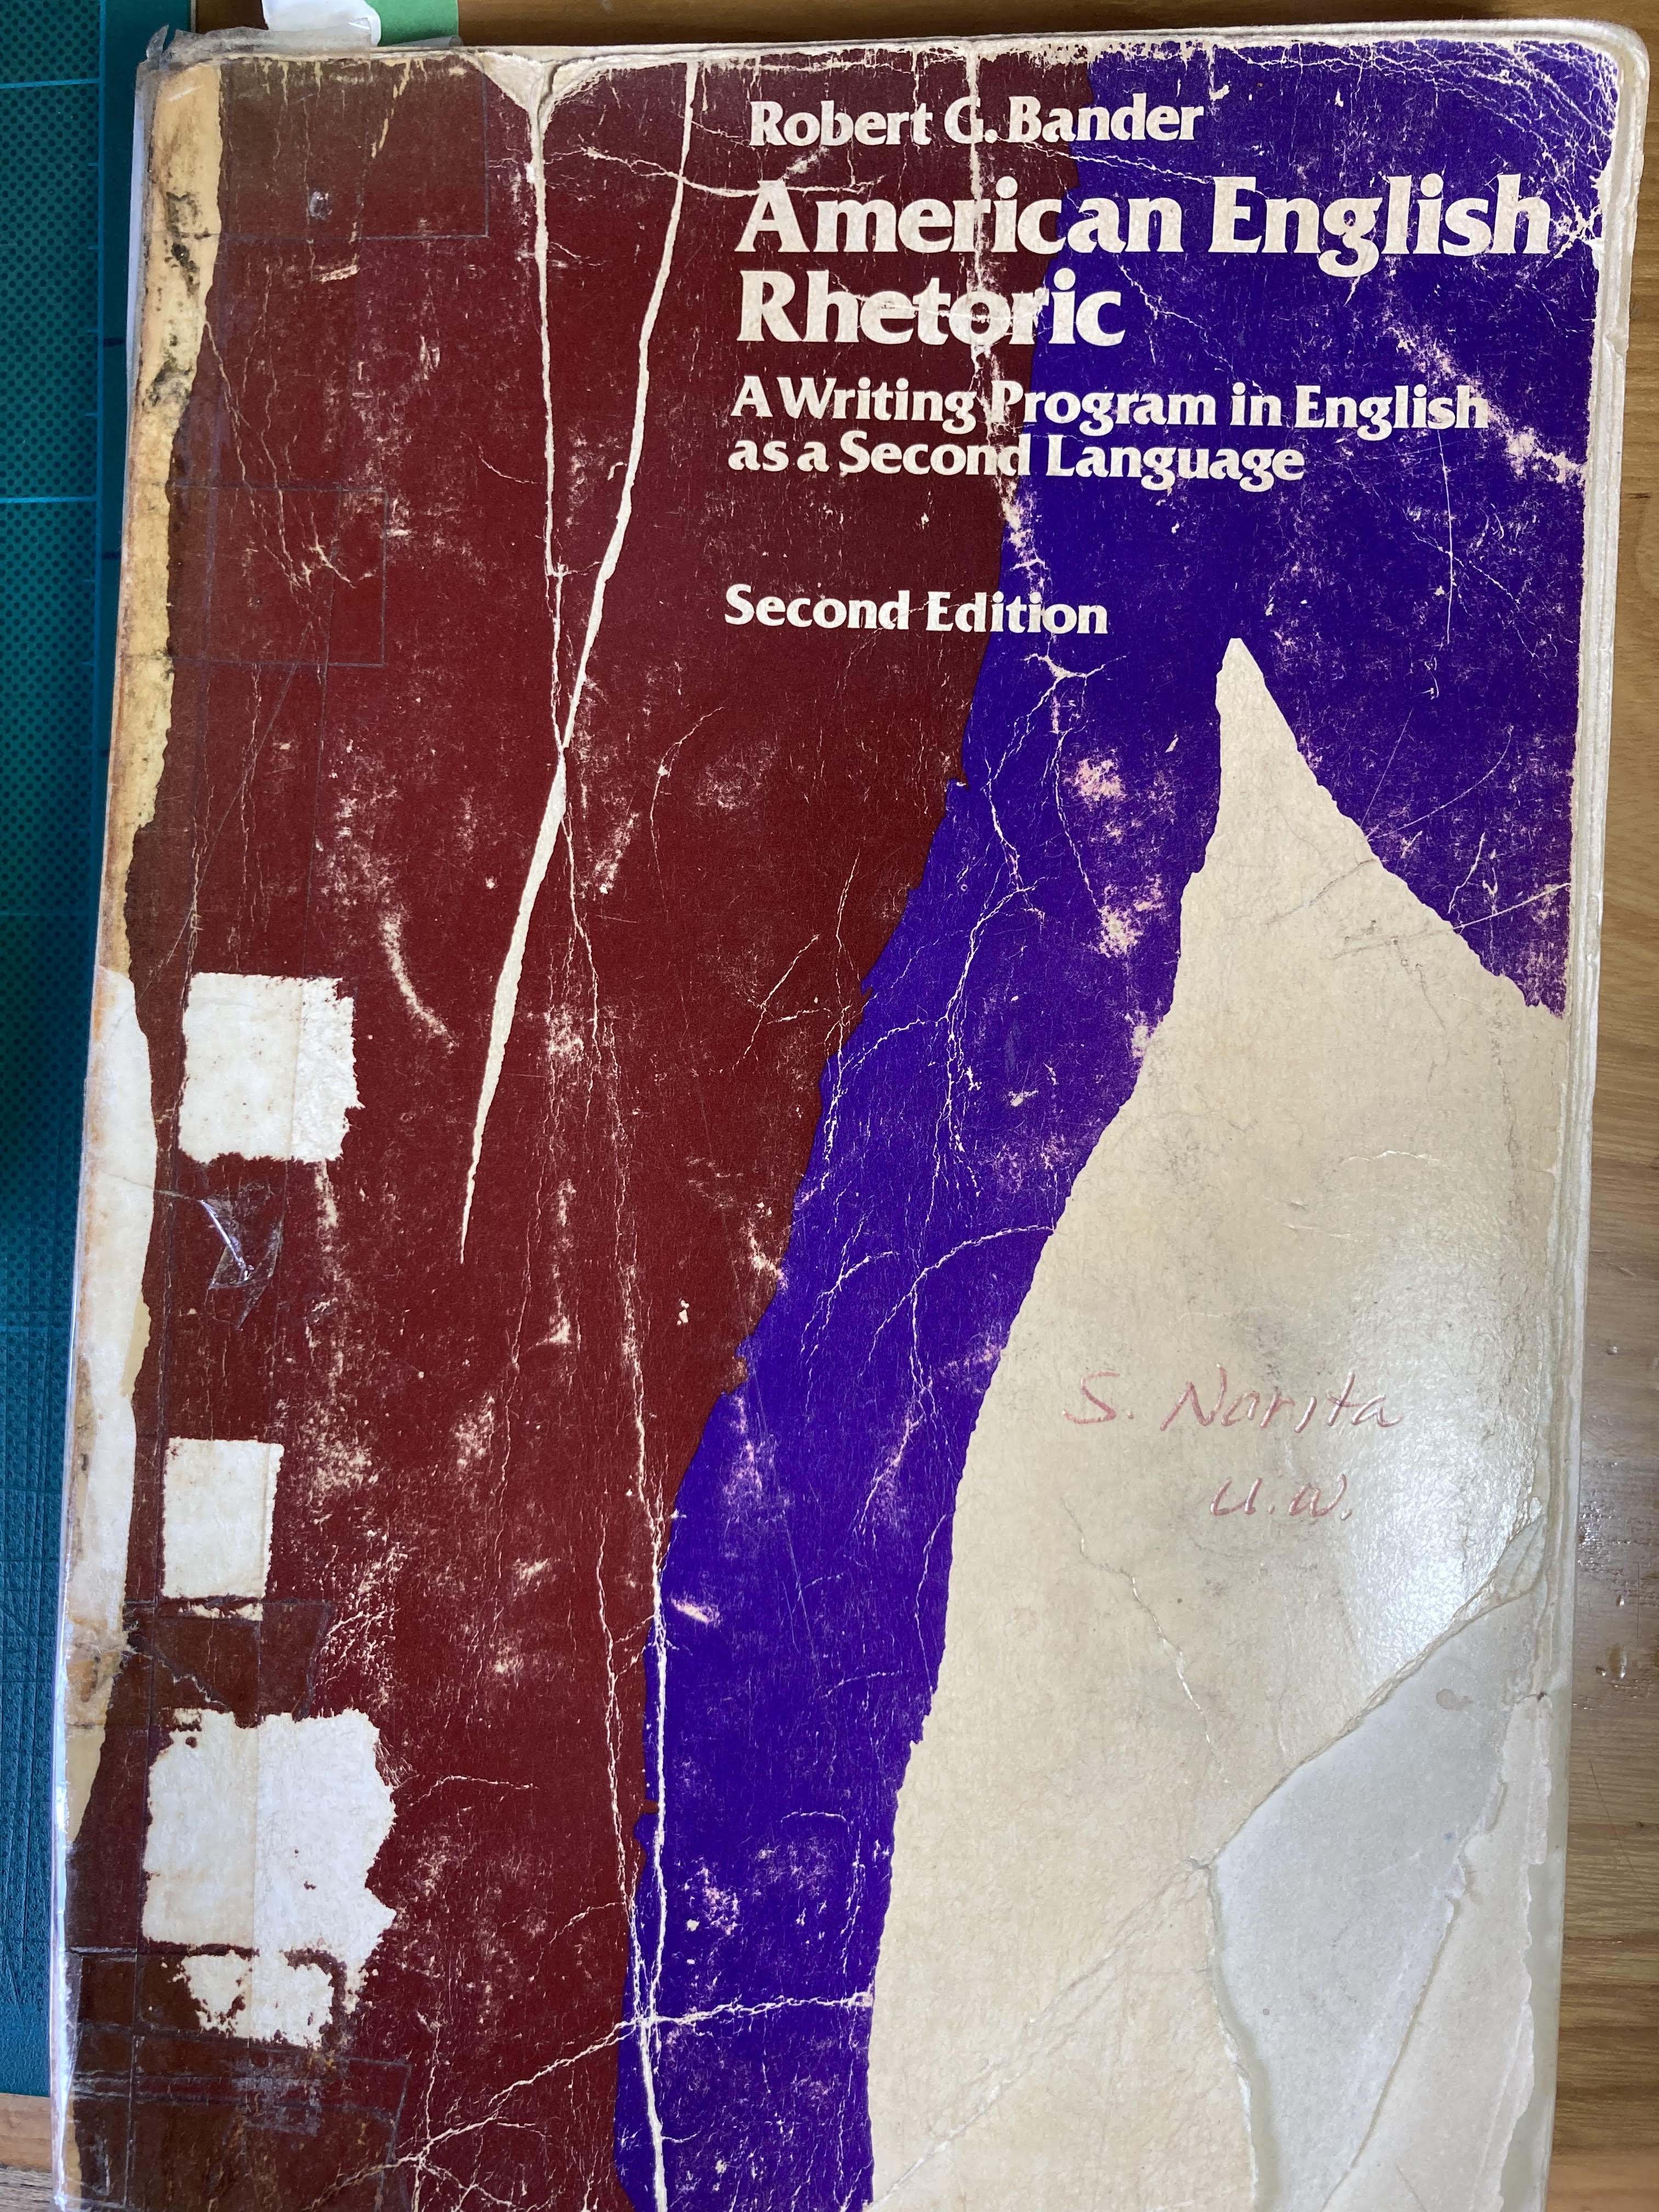 Robert G. Bander
American English
Rhetoric
A Writing Program in English
as a Second Language
Second Edition
S. Narita
U.W.